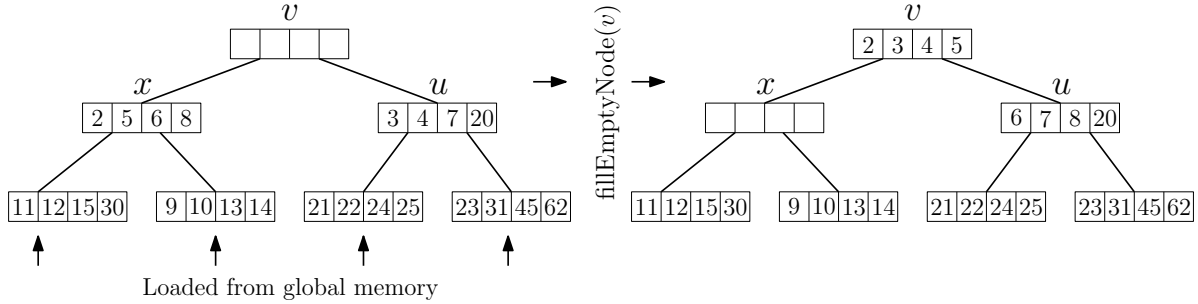 v
x
u
2 5 6 8
3 4 7 20
11 12 15 30
9 10 13 14
21 22 24 25
23 31 45 62
Loaded from global memory
fillEmptyNode(v)
v
2 3 4 5
x
u
6 7 8 20
11 12 15 30
9 10 13 14
21 22 24 25
23 31 45 62